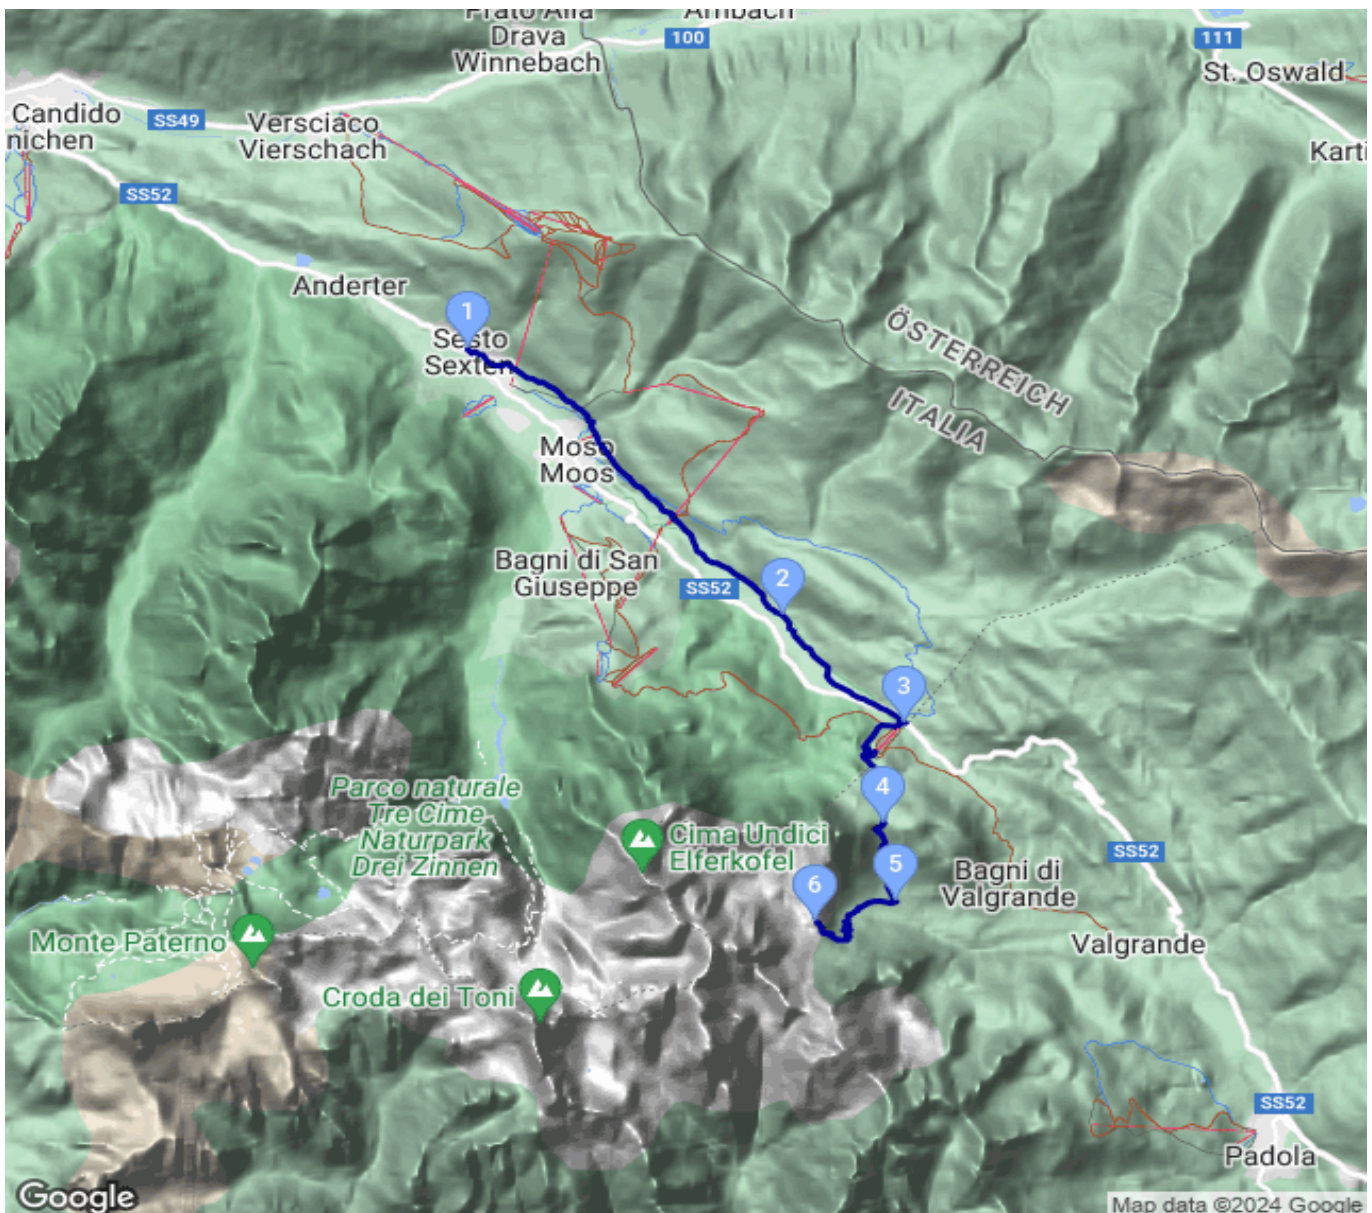 Prato Alla
Drava
Winnebach
Arnbach
100
111
St. Oswald
Candido
nichen
SS49
Versciaco
Vierschach
Karti
SS52
Anderter
1
Sesto
Sexten
ÖSTERREICH
ITALIA
Moso
Moos
Bagni di San
Giuseppe
SS52
2
3
Parco naturale
Tre Cime
Naturpark
Drei Zinnen
4
Cima Undici
Elferkofel
SS52
5
6
Bagni di
Valgrande
Monte Paterno
Valgrande
Croda dei Toni
SS52
Padola
Google
Map data ©2024 Google